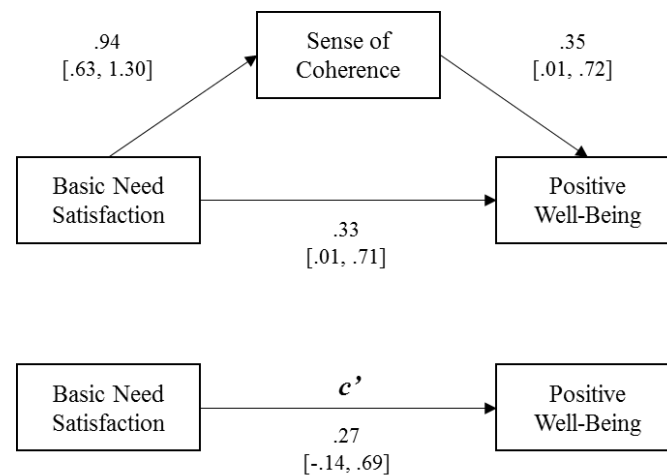 .94
[.63, 1.30]
Sense of
Coherence
.35
[.01, .72]
Basic Need
Satisfaction
.33
[.01, .71]
Positive
Well-Being
Basic Need
Satisfaction
c’
.27
[-.14, .69]
Positive
Well-Being